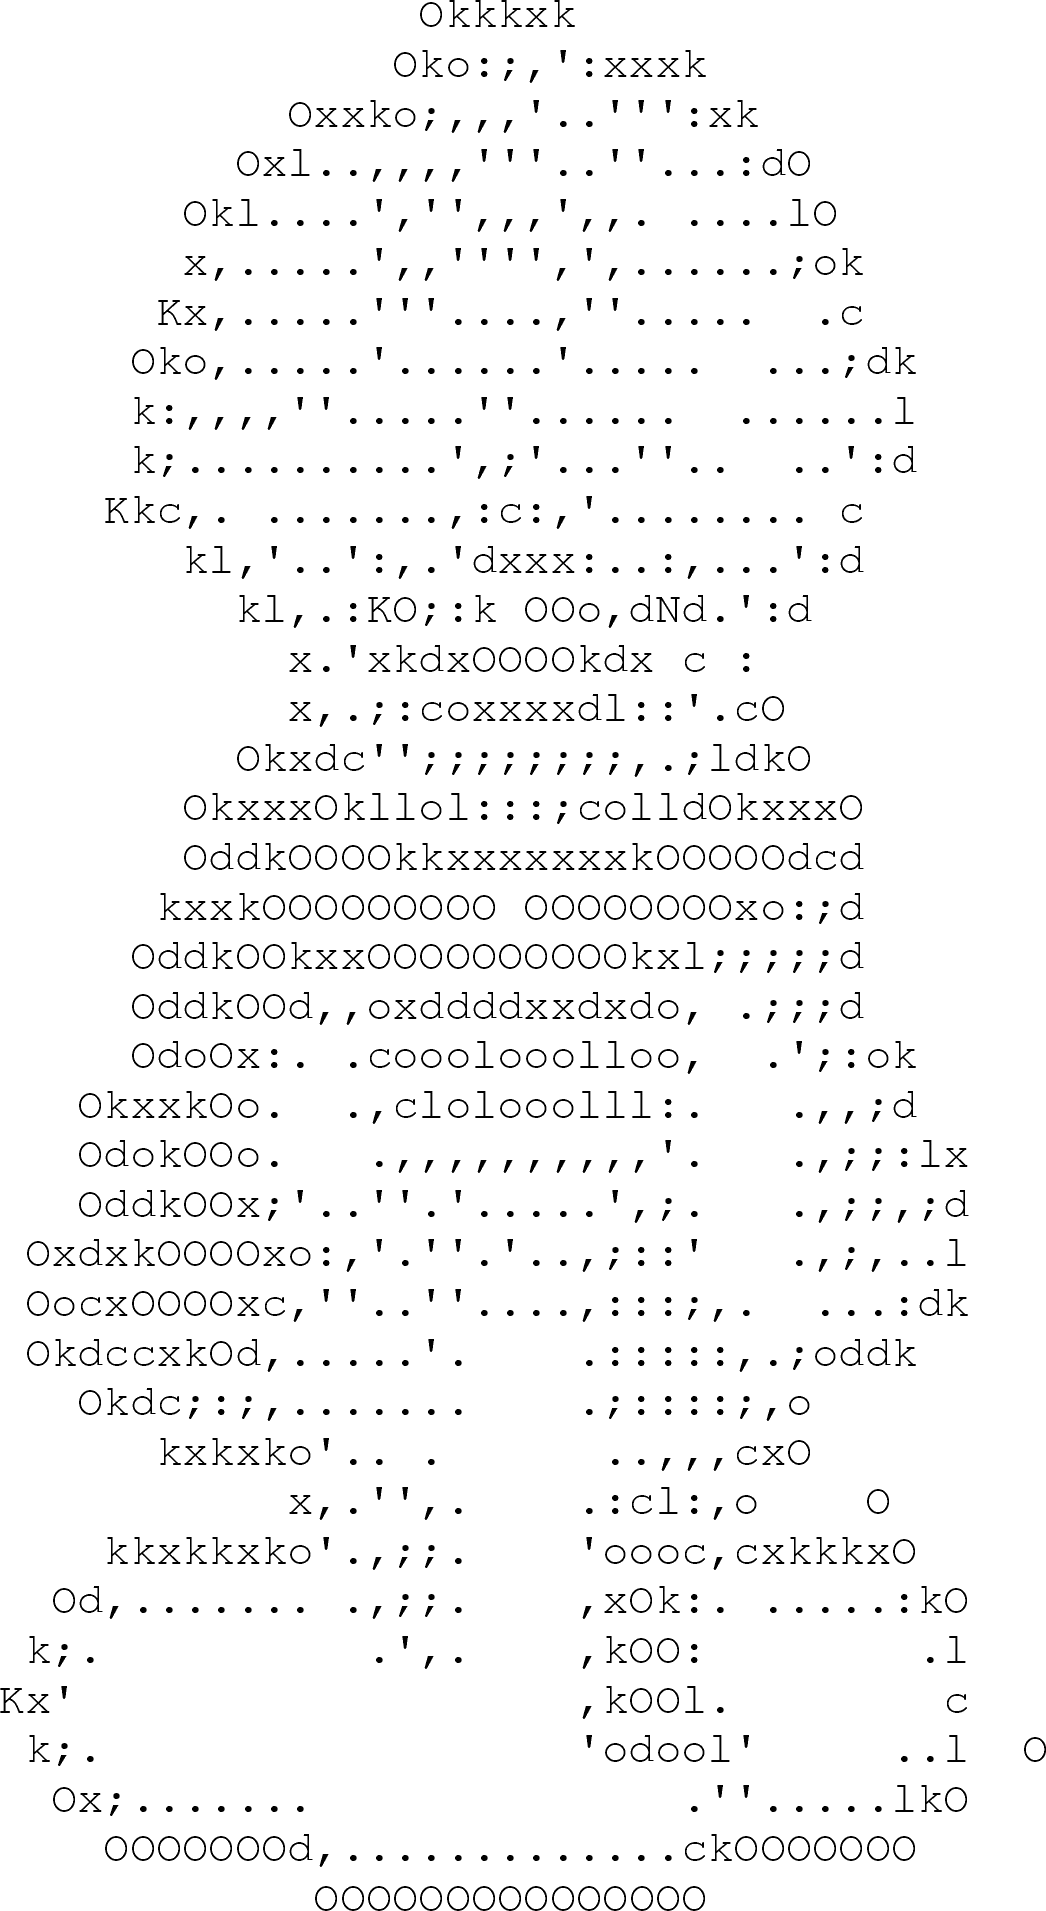 Okkkxk
Oko:;,':xxxk
Oxxko;,,,'..''':xk
Oxl..,,,,'''..''...:dO
Okl....','',,,',,. ....lO
x,.....',,'''',',......;ok
Kx,.....'''....,''.....  .c
Oko,.....'......'.....  ...;dk
k:,,,,''.....''......  ......l
k;..........',;'...''..  ..':d
Kkc,. .......,:c:,'........ c
kl,'..':,.'dxxx:..:,...':d
kl,.:KO;:k OOo,dNd.':d
x.'xkdxOOOOkdx c :
x,.;:coxxxxdl::'.cO
Okxdc'';;;;;;;;,.;ldkO
OkxxxOkllol:::;colldOkxxxO
OddkOOOOkkxxxxxxxkOOOOOdcd
kxxkOOOOOOOOO OOOOOOOOxo:;d
OddkOOkxxOOOOOOOOOOkxl;;;;;d
OddkOOd,,oxddddxxdxdo, .;;;d
OdoOx:. .cooolooolloo,  .';:ok
OkxxkOo.   .,clolooolll:.   .,,;d
OdokOOo.   .,,,,,,,,,,'.   .,;;:lx
OddkOOx;'..''.'.....',;.   .,;;,;d
OxdxkOOOOxo:,'.''.'..,;::'   .,;,..l
OocxOOOOxc,''..''....,:::;,.  ...:dk
OkdccxkOd,.....'.    .:::::,.;oddk
Okdc;:;,.......    .;::::;,o
kxkxko'.. .      ..,,,cxO
x,.'',.    .:cl:,o    O
kkxkkxko'.,;;.    'oooc,cxkkkxO
Od,....... .,;;.    ,xOk:. .....:kO
k;.          .',.    ,kOO:        .l
Kx'                   ,kOOl.        c
k;.                  'odool'     ..l  O
Ox;.......              .''.....lkO
OOOOOOOd,.............ckOOOOOOO
OOOOOOOOOOOOOOO